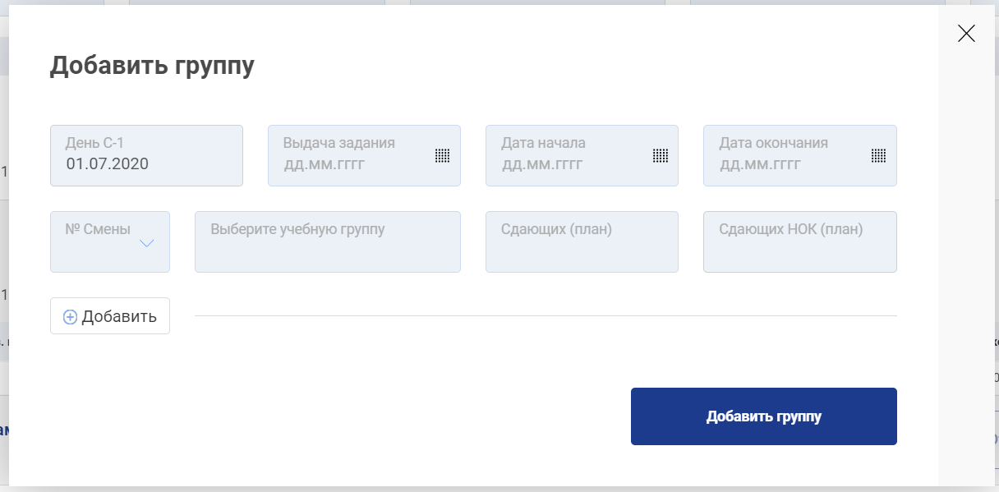 Добавить группу
День С-1
01.07.2020
Выдача задания
дд.мм.гггг
Дата начала
дд.мм.гггг
Дата окончания
дд.мм.гггг
№ Смены
Выберите учебную группу
Сдающих (план)
Сдающих НОК (план)
Добавить
Добавить группу